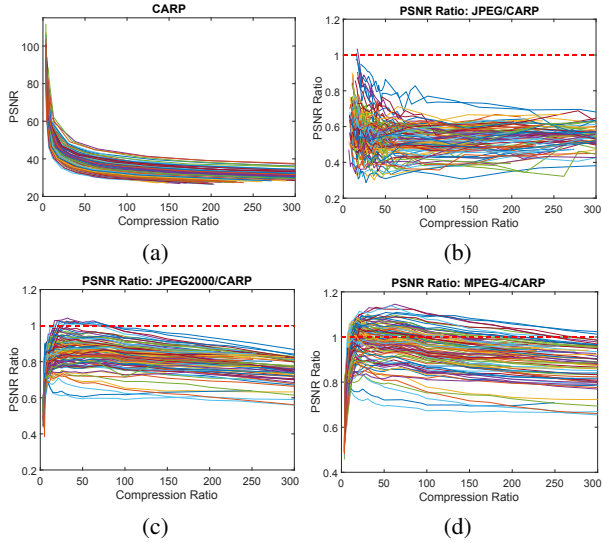 CARP
PSNR
100
80
60
40
20
0 50 100 150 200 250 300
Compression Ratio
(a)
PSNR Ratio: JPEG/CARP
PSNR Ratio
1.2
1
0.8
0.6
0.4
0.2
0 50 100 150 200 250 300
Compression Ratio
(b)
PSNR Ratio: JPEG2000/CARP
PSNR Ratio
1.2
1
0.8
0.6
0.4
0.2
0 50 100 150 200 250 300
Compression Ratio
(c)
PSNR Ratio: MPEG-4/CARP
PSNR Ratio
1.2
1
0.8
0.6
0.4
0 50 100 150 200 250 300
Compression Ratio
(d)